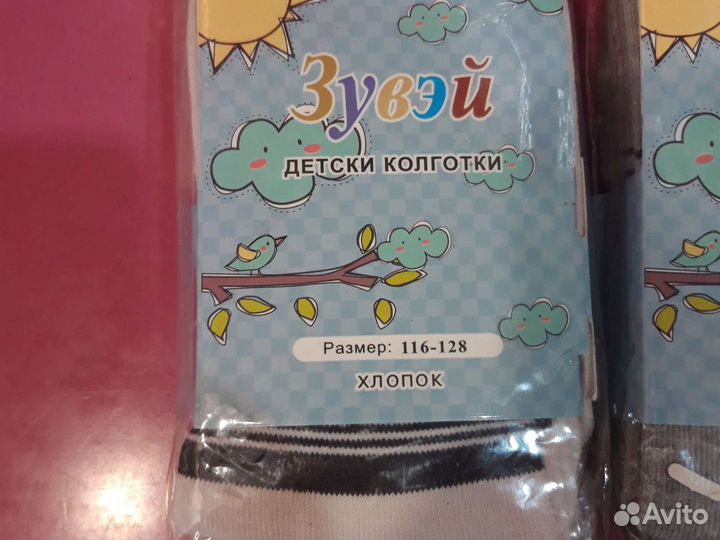 Зувэй
ДЕТСКИ КОЛГОТКИ
Размер: 116-128
ХЛОПОК
Avito